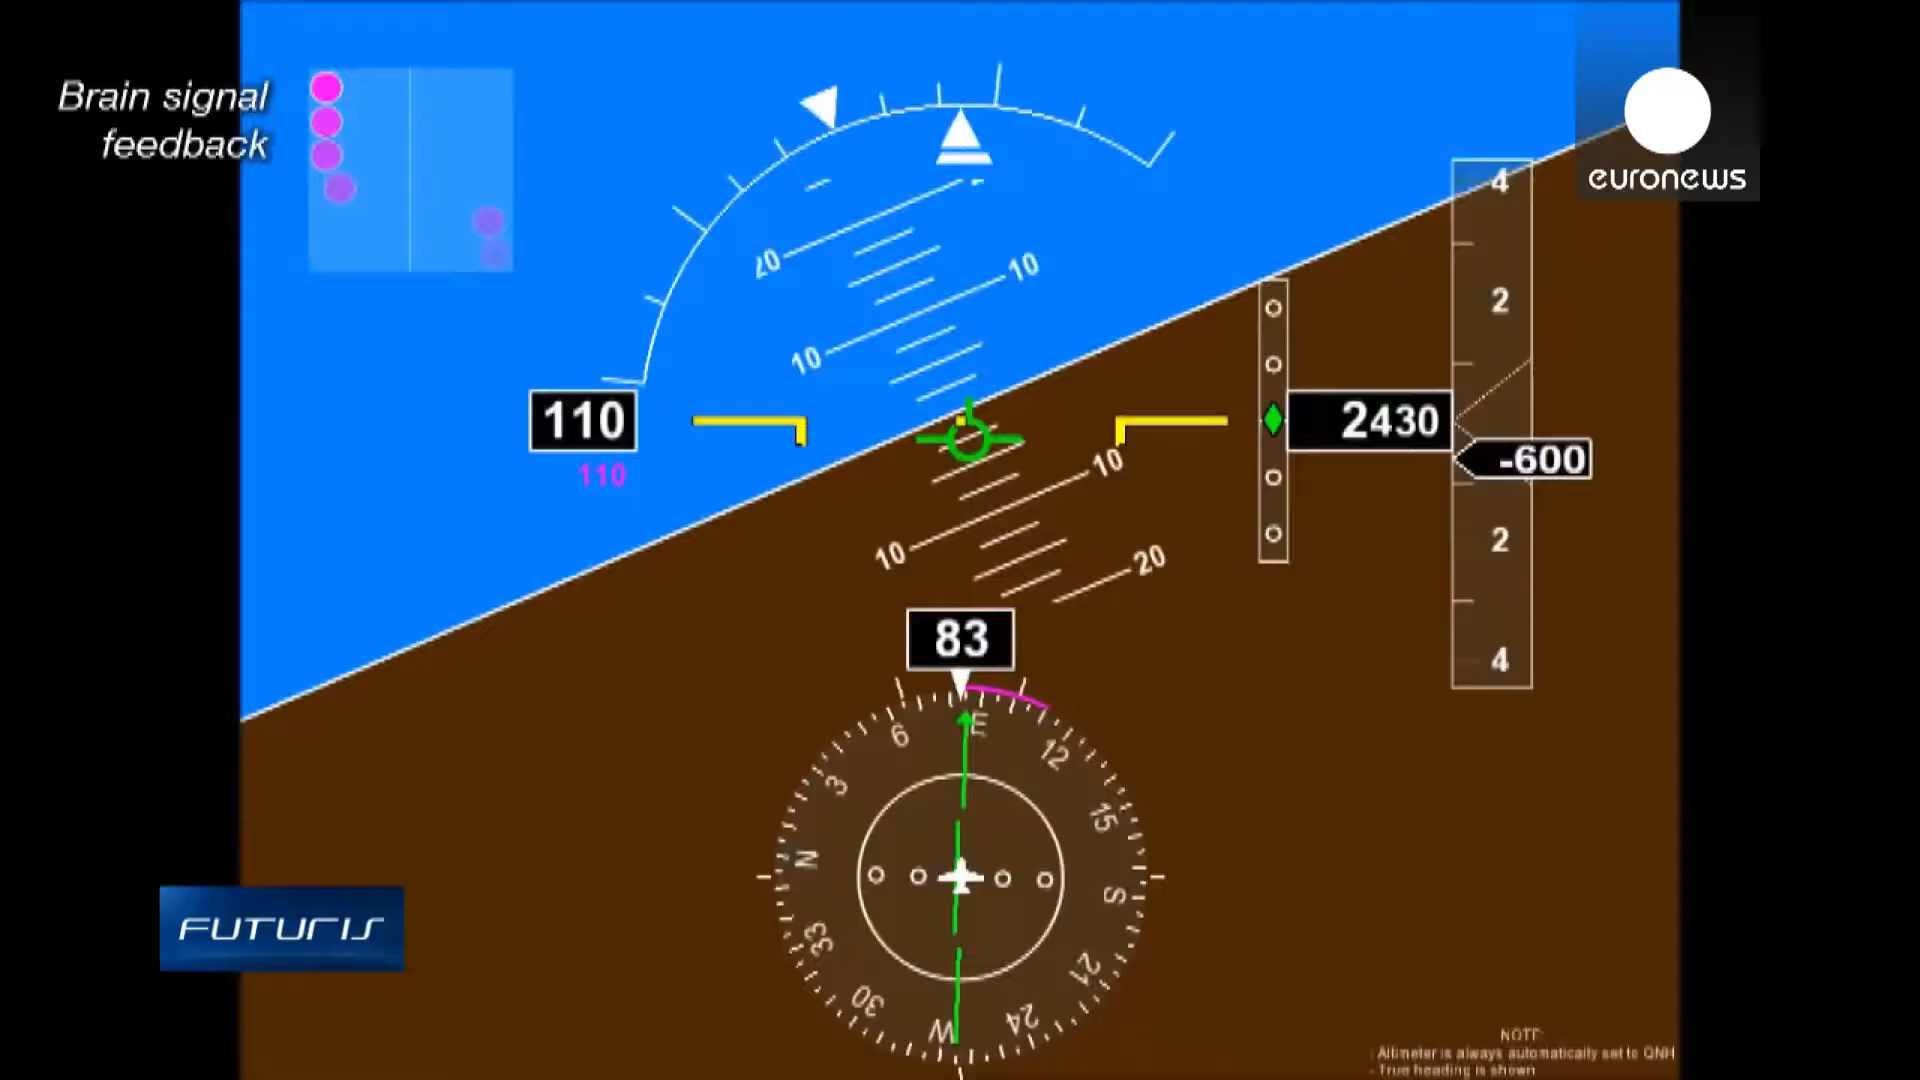 Brain signal
feedback
euronews
4
2
2
4
20
10
10
10
10
20
110
110
2430
-600
83
E
6
12
3
15
N
S
33
21
30
24
W
FUTURIS
NOTE:
- Altimeter is always automatically set to QNH
- True heading is shown